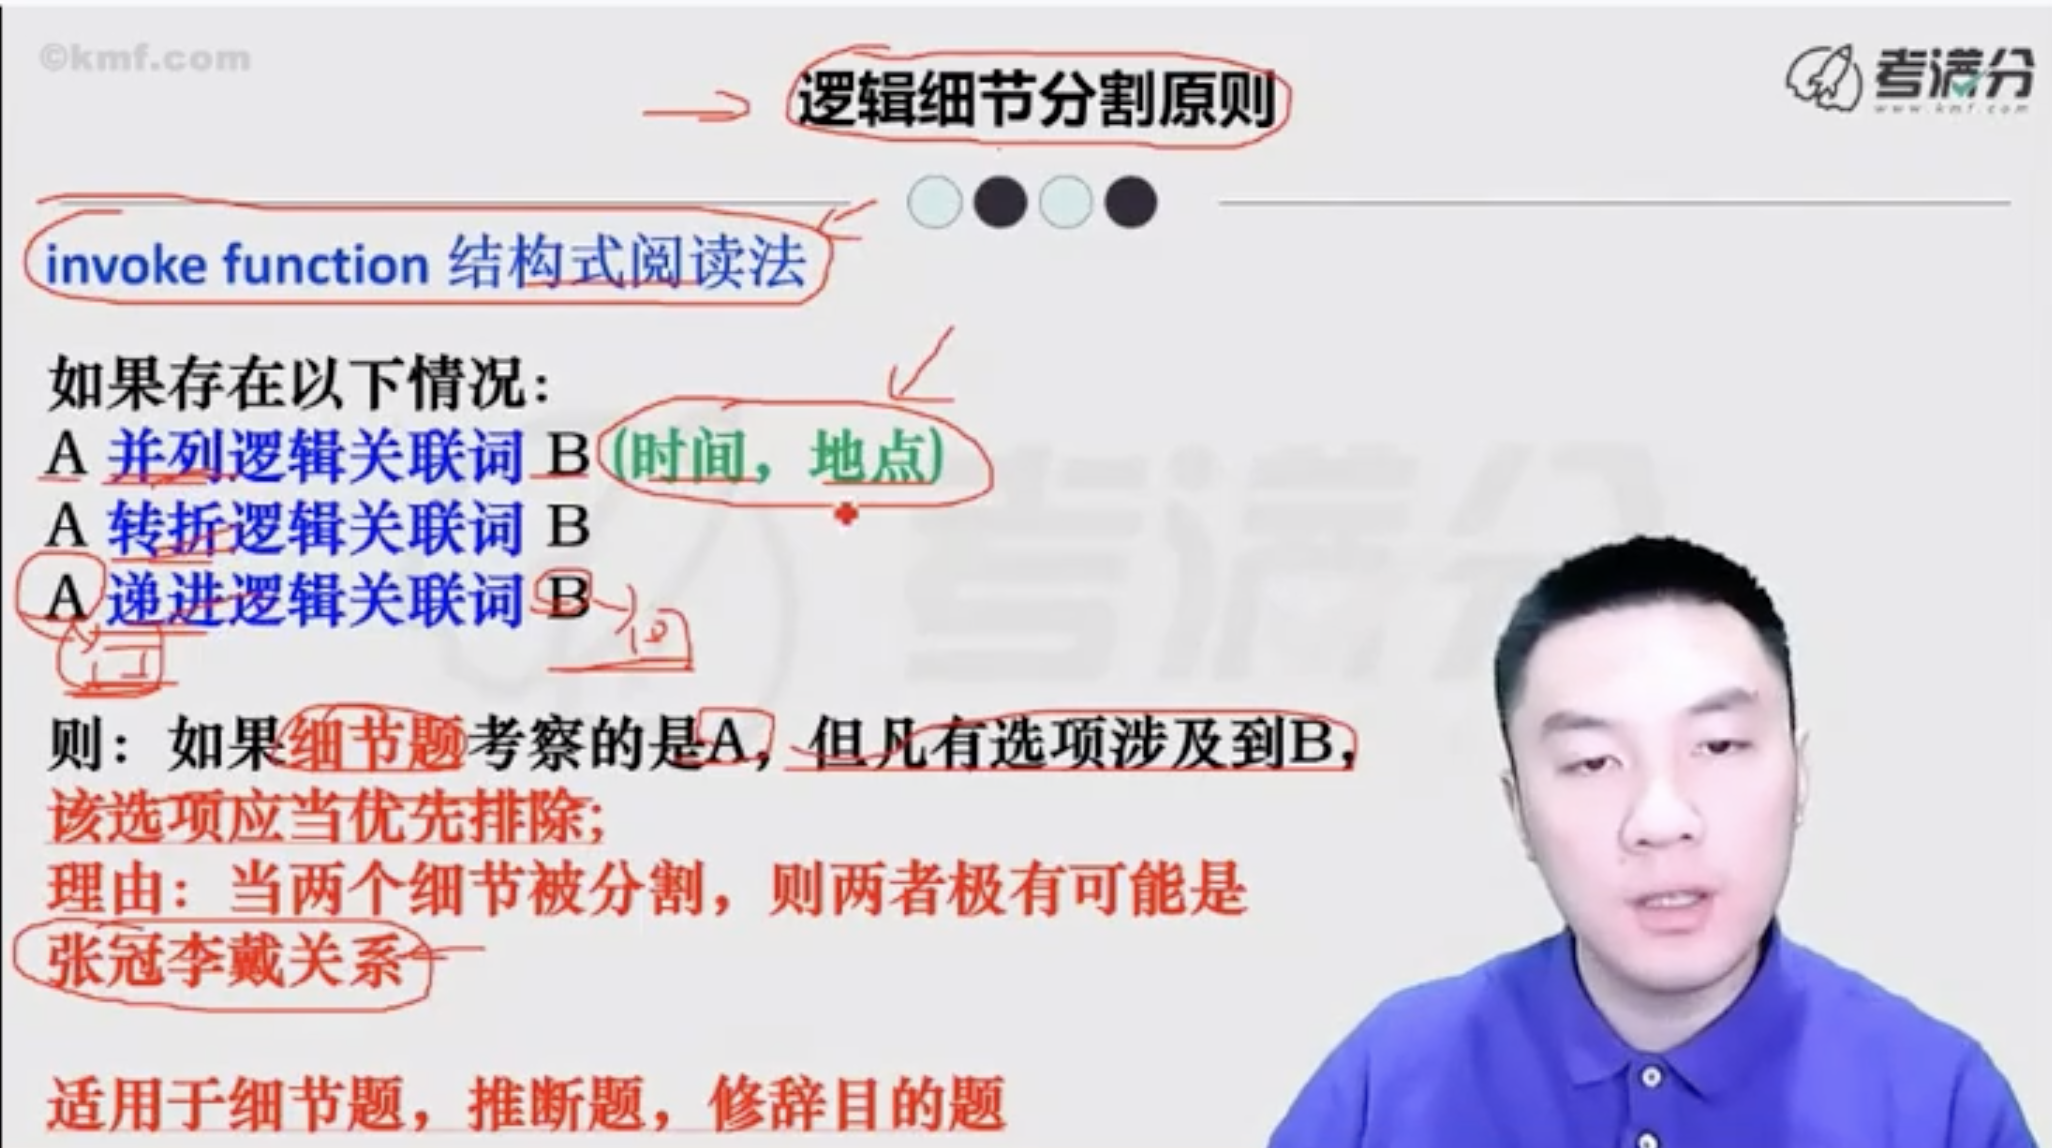 ©kmf.com
逻辑细节分割原则
考满分
www.kmf.com
invoke function 结构式阅读法
如果存在以下情况：
A 并列逻辑关联词 B (时间，地点)
A 转折逻辑关联词 B
A 递进逻辑关联词 B
则：如果细节题考察的是A，但凡有选项涉及到B，
该选项应当优先排除；
理由：当两个细节被分割，则两者极有可能是
张冠李戴关系
适用于细节题，推断题，修辞目的题
考满分